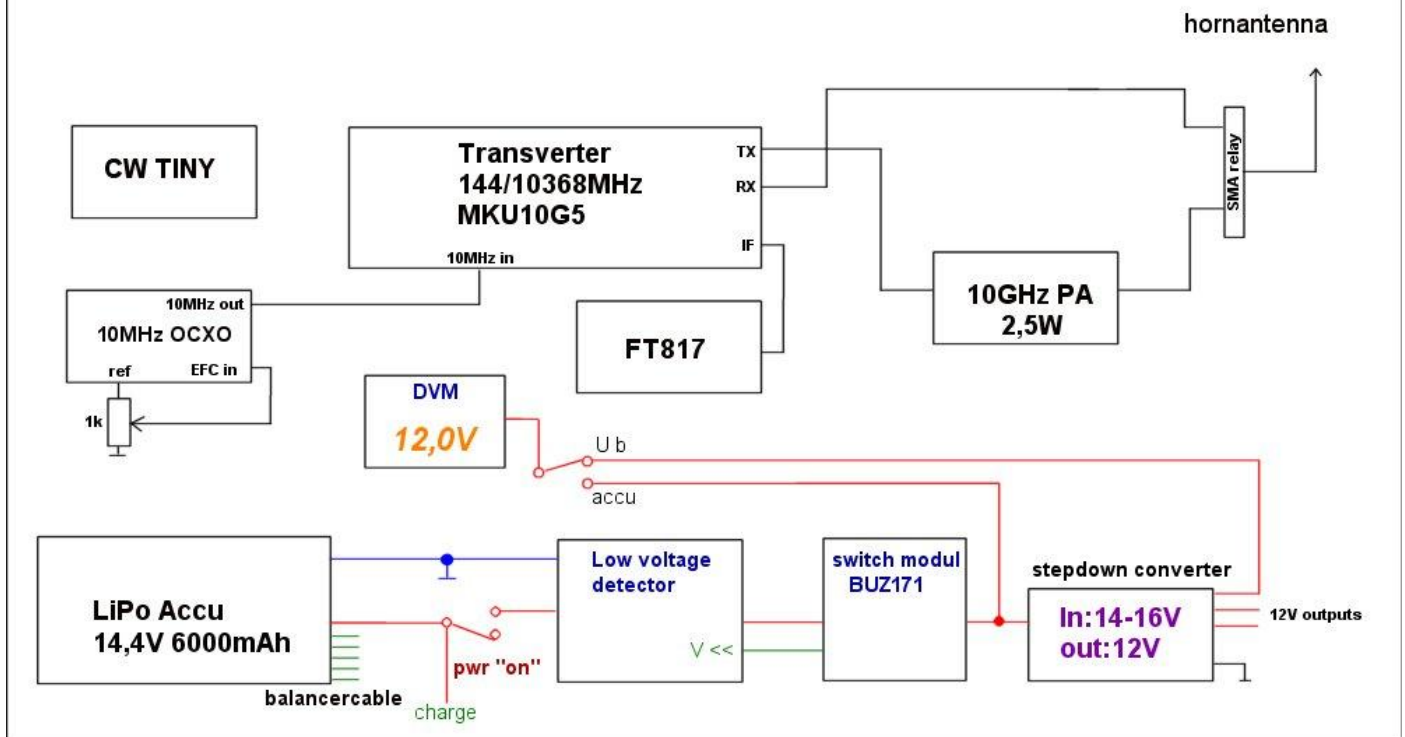 hornantenna
CW TINY
Transverter
144/10368MHz
MKU10G5
TX
RX
IF
10MHz in
SMA relay
10GHz PA
2,5W
10MHz out
10MHz OCXO
ref
EFC in
1k
FT817
DVM
12,0V
U b
accu
LiPo Accu
14,4V 6000mAh
balancercable
pwr "on"
charge
Low voltage
detector
V <<
switch modul
BUZ171
stepdown converter
In:14-16V
out:12V
12V outputs